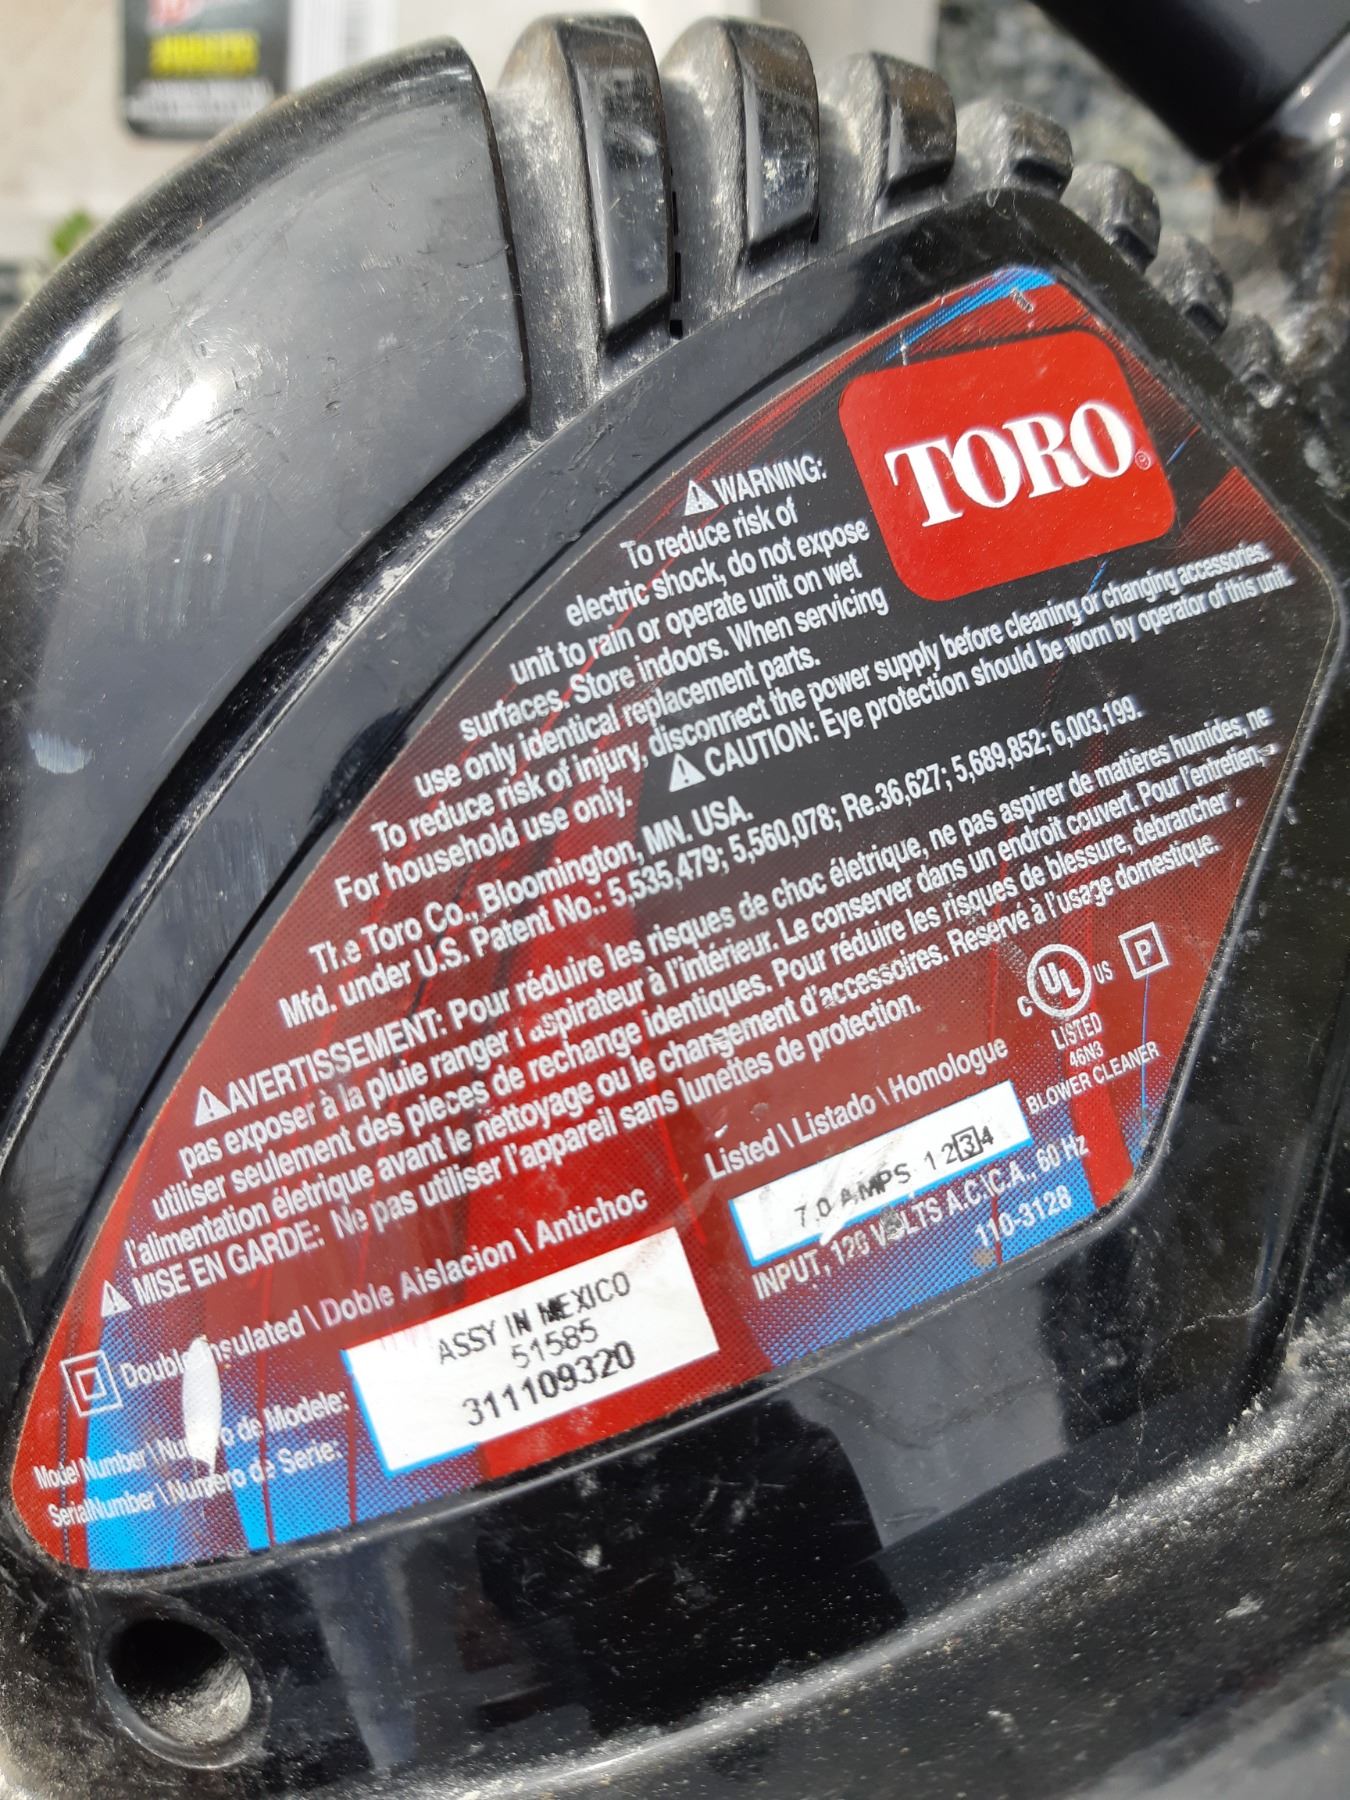 TORO
WARNING:
To reduce risk of
electric shock, do not expose
unit to rain or operate unit on wet
surfaces. Store indoors. When servicing
use only identical replacement parts.
To reduce risk of injury, disconnect the power supply before cleaning or changing accessories.
For household use only. CAUTION: Eye protection should be worn by operator of this unit.
The Toro Co., Bloomington, MN. USA.
Mfd. under U.S. Patent No.: 5,535,479; 5,560,078; Re.36,627; 5,689,852; 6,003,199.
AVERTISSEMENT: Pour réduire les risques de choc életrique, ne pas aspirer de matières humides, ne
pas exposer à la pluie ranger l'aspirateur à l'intérieur. Le conserver dans un endroit couvert. Pour l'entretien,
utiliser seulement des pieces de rechange identiques. Pour réduire les risques de blessure, debrancher
l'alimentation életrique avant le nettoyage ou le changement d'accessoires. Reservé à l'usage domestique.
MISE EN GARDE: Ne pas utiliser l'appareil sans lunettes de protection.
C UL US P
LISTED
46N3
BLOWER CLEANER
Double Insulated \ Doble Aislacion \ Antichoc
Listed \ Listado \ Homologue
7.0 AMPS 1 2 3 4
INPUT, 120 VOLTS A.C.\C.A., 60 Hz
110-3128
Model Number \ Numero de Modele:
Serial Number \ Numero de Serie:
ASSY IN MEXICO
51585
311109320